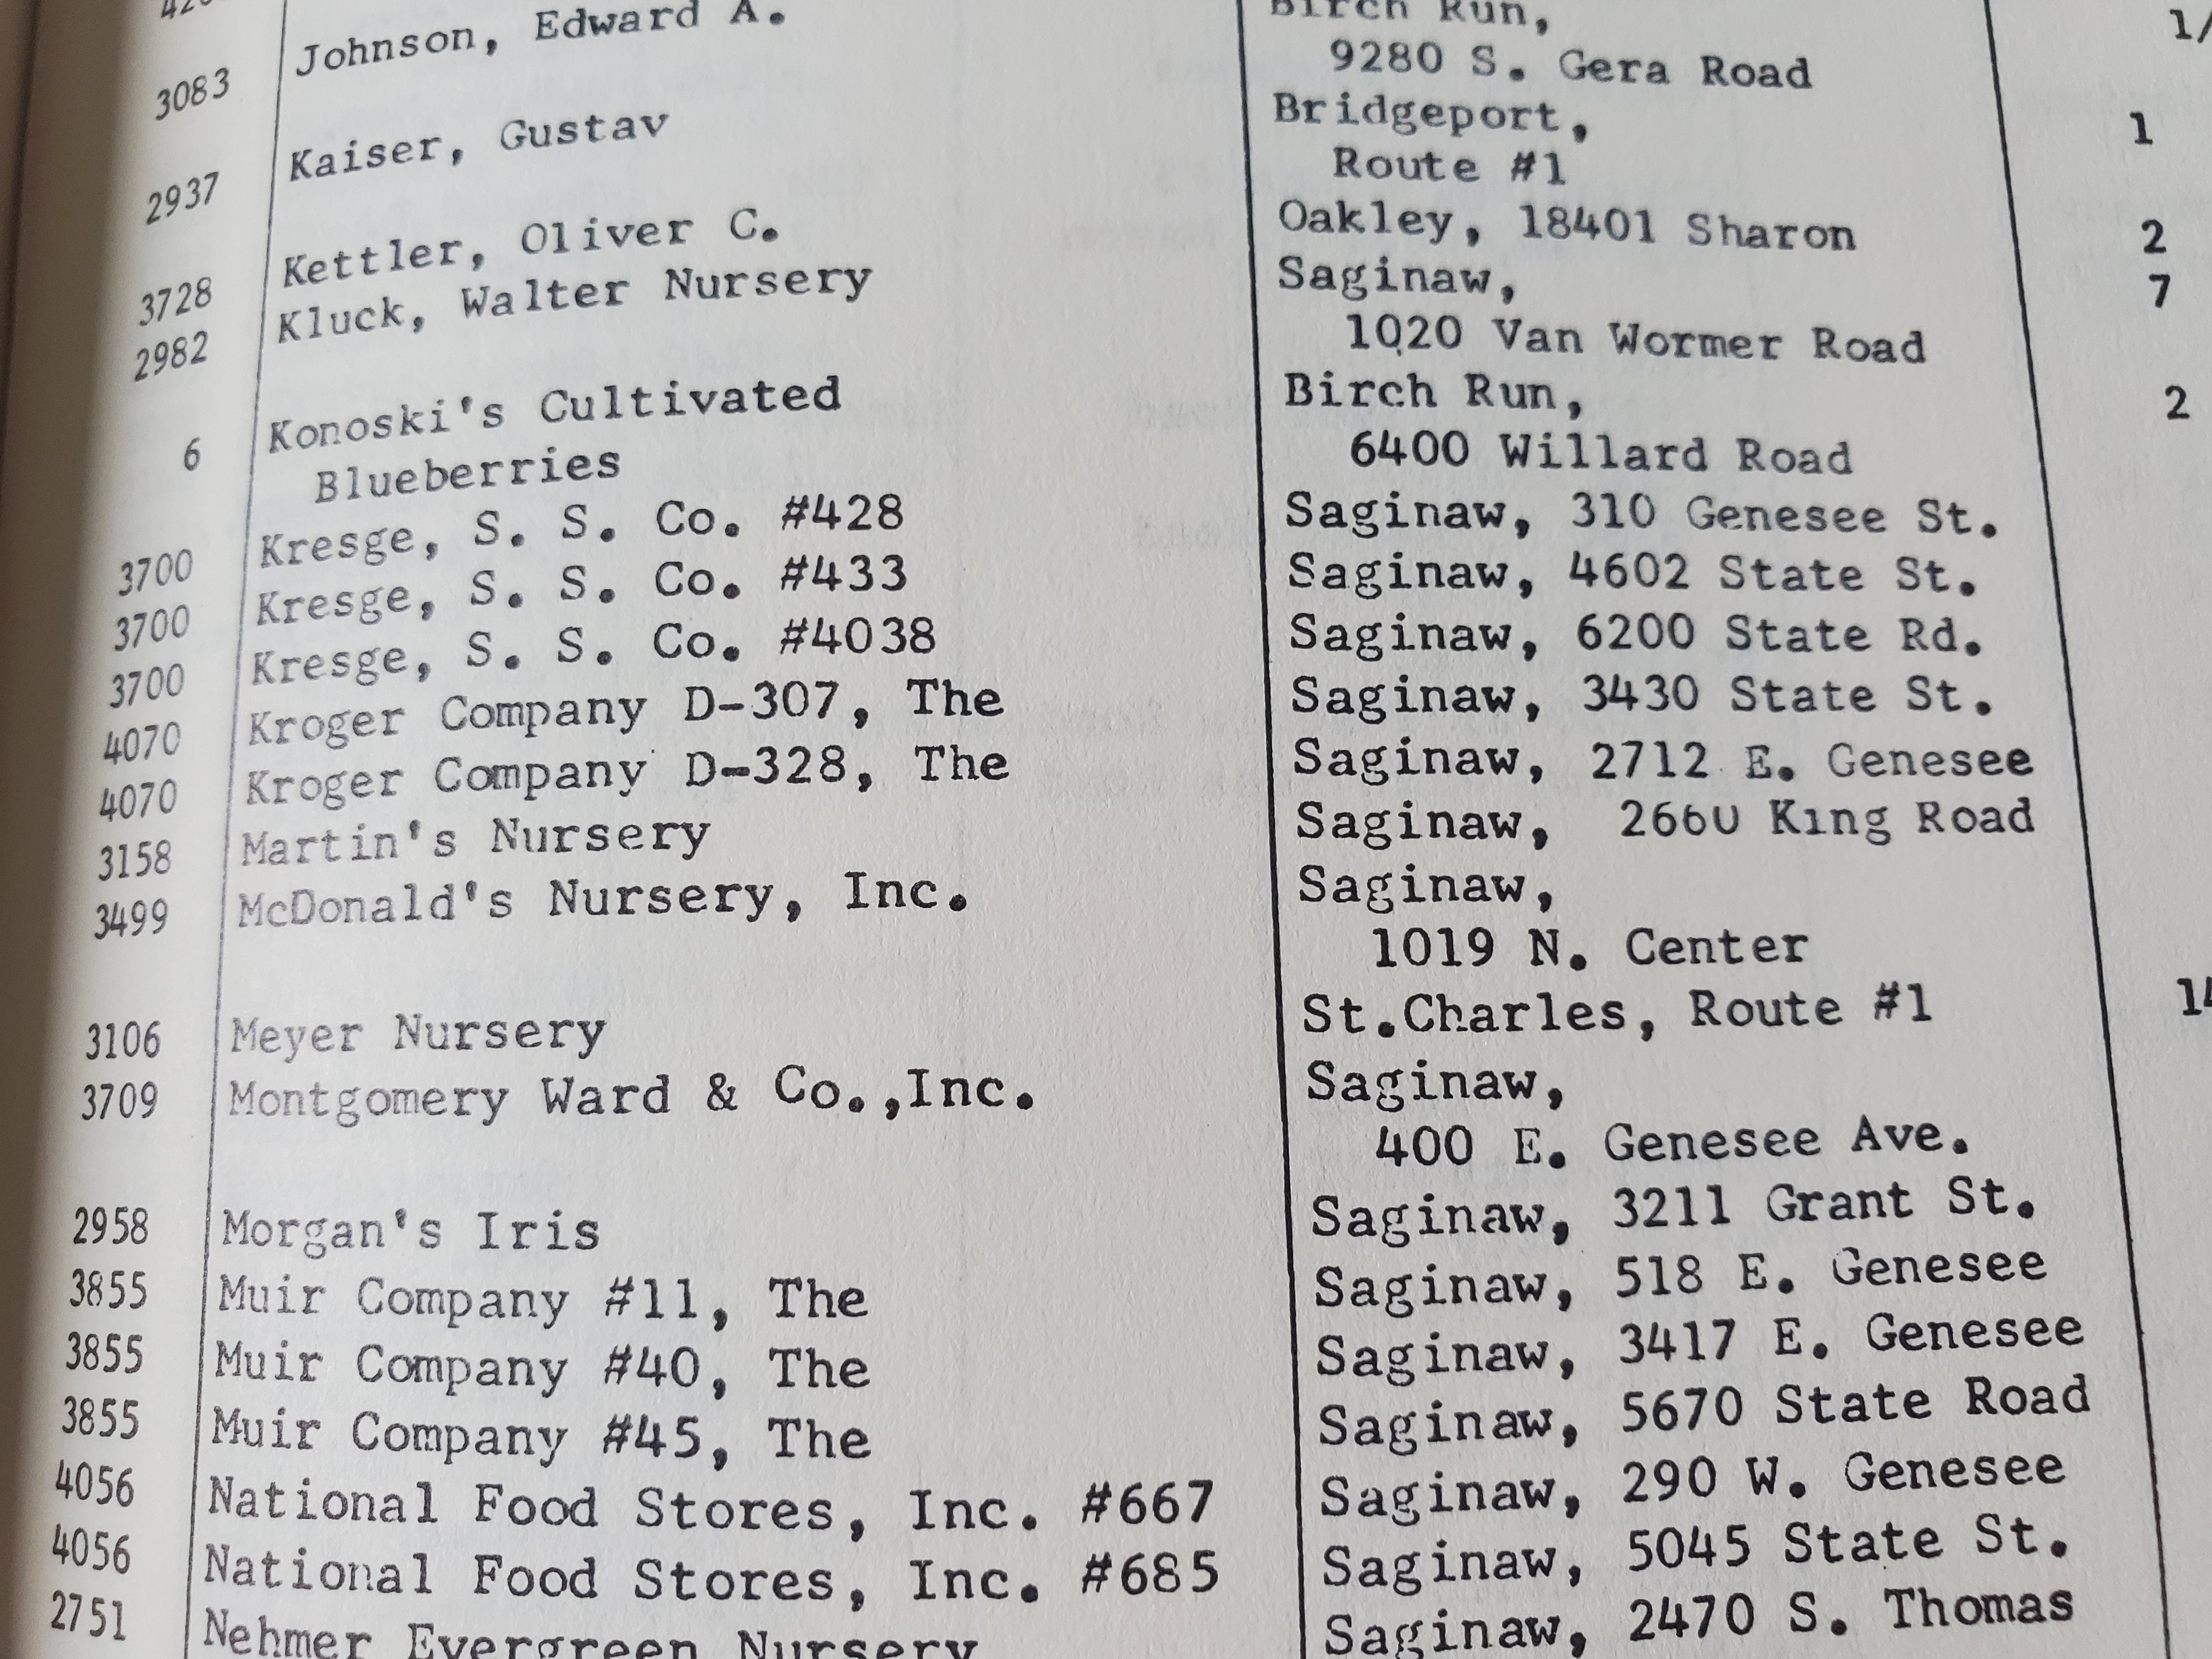 3083 Johnson, Edward A. Birch Run,
9280 S. Gera Road
2937 Kaiser, Gustav Bridgeport, 1
Route #1
3728 Kettler, Oliver C. Oakley, 18401 Sharon 2
2982 Kluck, Walter Nursery Saginaw, 7
1020 Van Wormer Road
6 Konoski's Cultivated Birch Run, 2
Blueberries 6400 Willard Road
3700 Kresge, S. S. Co. #428 Saginaw, 310 Genesee St.
3700 Kresge, S. S. Co. #433 Saginaw, 4602 State St.
3700 Kresge, S. S. Co. #4038 Saginaw, 6200 State Rd.
4070 Kroger Company D-307, The Saginaw, 3430 State St.
4070 Kroger Company D-328, The Saginaw, 2712 E. Genesee
3158 Martin's Nursery Saginaw, 2660 King Road
3499 McDonald's Nursery, Inc. Saginaw,
1019 N. Center
3106 Meyer Nursery St.Charles, Route #1 14
3709 Montgomery Ward & Co.,Inc. Saginaw,
400 E. Genesee Ave.
2958 Morgan's Iris Saginaw, 3211 Grant St.
3855 Muir Company #11, The Saginaw, 518 E. Genesee
3855 Muir Company #40, The Saginaw, 3417 E. Genesee
3855 Muir Company #45, The Saginaw, 5670 State Road
4056 National Food Stores, Inc. #667 Saginaw, 290 W. Genesee
4056 National Food Stores, Inc. #685 Saginaw, 5045 State St.
2751 Nehmer Evergreen Nursery Saginaw, 2470 S. Thomas